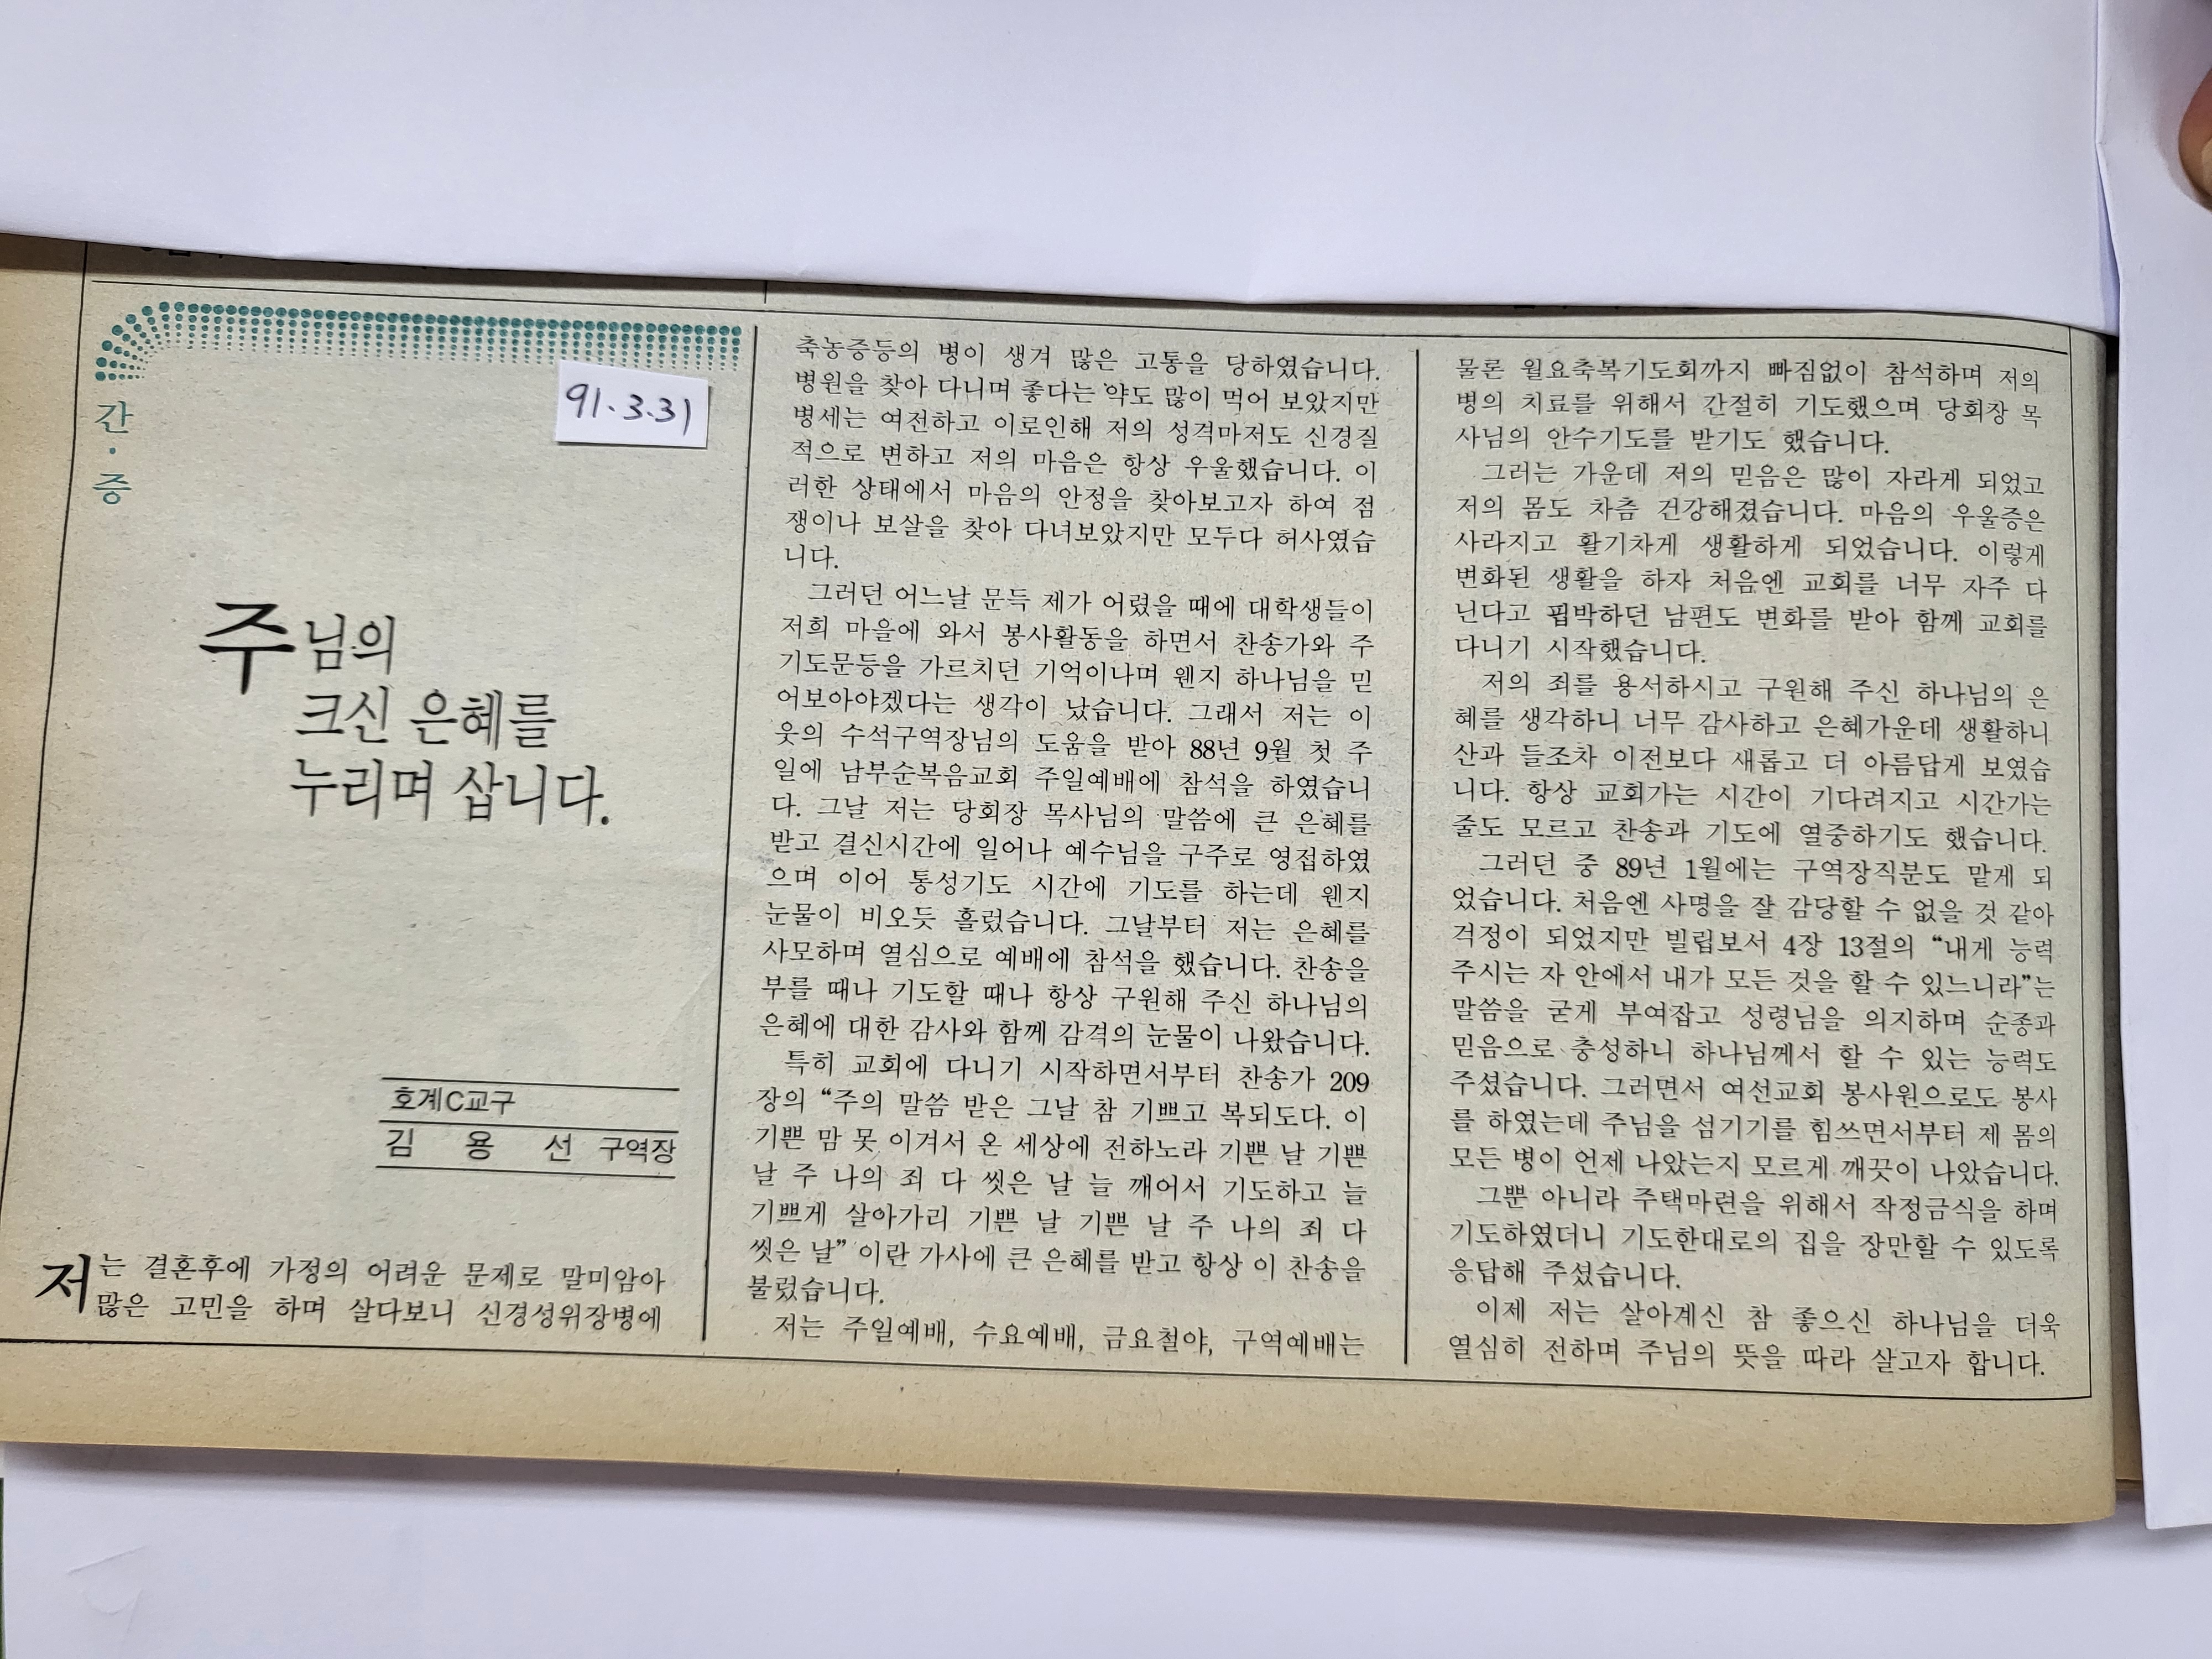 간·증
91.3.31
주님의
크신 은혜를
누리며 삽니다.
호계C교구
김 용 선 구역장
저는 결혼후에 가정의 어려운 문제로 말미암아
많은 고민을 하며 살다보니 신경성위장병에
축농증등의 병이 생겨 많은 고통을 당하였습니다.
병원을 찾아 다니며 좋다는 약도 많이 먹어 보았지만
병세는 여전하고 이로인해 저의 성격마저도 신경질
적으로 변하고 저의 마음은 항상 우울했습니다. 이
러한 상태에서 마음의 안정을 찾아보고자 하여 점
쟁이나 보살을 찾아 다녀보았지만 모두다 허사였습
니다.
그러던 어느날 문득 제가 어렸을 때에 대학생들이
저희 마을에 와서 봉사활동을 하면서 찬송가와 주
기도문등을 가르치던 기억이나며 웬지 하나님을 믿
어보아야겠다는 생각이 났습니다. 그래서 저는 이
웃의 수석구역장님의 도움을 받아 88년 9월 첫 주
일에 남부순복음교회 주일예배에 참석을 하였습니
다. 그날 저는 당회장 목사님의 말씀에 큰 은혜를
받고 결신시간에 일어나 예수님을 구주로 영접하였
으며 이어 통성기도 시간에 기도를 하는데 웬지
눈물이 비오듯 흘렀습니다. 그날부터 저는 은혜를
사모하며 열심으로 예배에 참석을 했습니다. 찬송을
부를 때나 기도할 때나 항상 구원해 주신 하나님의
은혜에 대한 감사와 함께 감격의 눈물이 나왔습니다.
특히 교회에 다니기 시작하면서부터 찬송가 209
장의 “주의 말씀 받은 그날 참 기쁘고 복되도다. 이
기쁜 맘 못 이겨서 온 세상에 전하노라 기쁜 날 기쁜
날 주 나의 죄 다 씻은 날 늘 깨어서 기도하고 늘
기쁘게 살아가리 기쁜 날 기쁜 날 주 나의 죄 다
씻은 날” 이란 가사에 큰 은혜를 받고 항상 이 찬송을
불렀습니다.
저는 주일예배, 수요예배, 금요철야, 구역예배는
물론 월요축복기도회까지 빠짐없이 참석하며 저의
병의 치료를 위해서 간절히 기도했으며 당회장 목
사님의 안수기도를 받기도 했습니다.
그러는 가운데 저의 믿음은 많이 자라게 되었고
저의 몸도 차츰 건강해졌습니다. 마음의 우울증은
사라지고 활기차게 생활하게 되었습니다. 이렇게
변화된 생활을 하자 처음엔 교회를 너무 자주 다
닌다고 핍박하던 남편도 변화를 받아 함께 교회를
다니기 시작했습니다.
저의 죄를 용서하시고 구원해 주신 하나님의 은
혜를 생각하니 너무 감사하고 은혜가운데 생활하니
산과 들조차 이전보다 새롭고 더 아름답게 보였습
니다. 항상 교회가는 시간이 기다려지고 시간가는
줄도 모르고 찬송과 기도에 열중하기도 했습니다.
그러던 중 89년 1월에는 구역장직분도 맡게 되
었습니다. 처음엔 사명을 잘 감당할 수 없을 것 같아
걱정이 되었지만 빌립보서 4장 13절의 “내게 능력
주시는 자 안에서 내가 모든 것을 할 수 있느니라”는
말씀을 굳게 부여잡고 성령님을 의지하며 순종과
믿음으로 충성하니 하나님께서 할 수 있는 능력도
주셨습니다. 그러면서 여선교회 봉사원으로도 봉사
를 하였는데 주님을 섬기기를 힘쓰면서부터 제 몸의
모든 병이 언제 나았는지 모르게 깨끗이 나았습니다.
그뿐 아니라 주택마련을 위해서 작정금식을 하며
기도하였더니 기도한대로의 집을 장만할 수 있도록
응답해 주셨습니다.
이제 저는 살아계신 참 좋으신 하나님을 더욱
열심히 전하며 주님의 뜻을 따라 살고자 합니다.